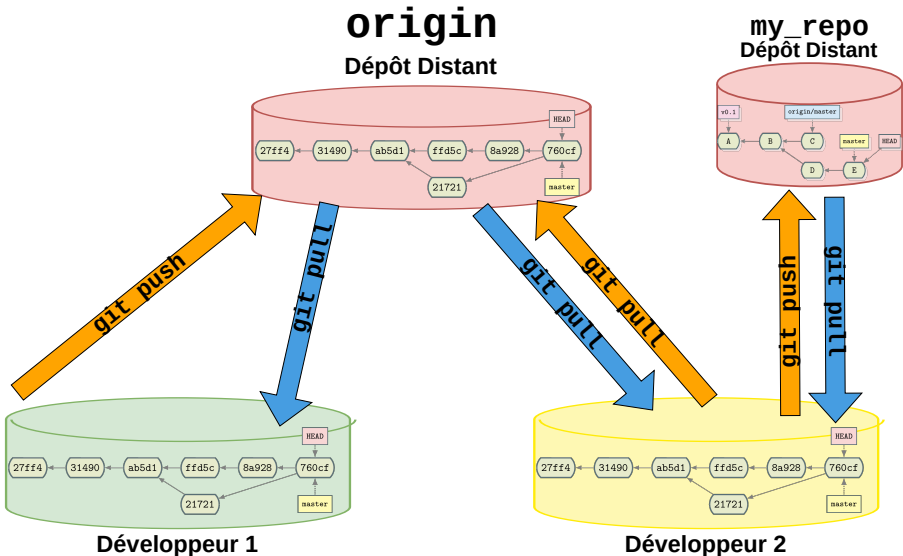 origin
Dépôt Distant
my_repo
Dépôt Distant
HEAD
27ff4 31490 ab5d1 ffd5c 8a928 760cf
21721
master
v0.1
origin/master
A B C
master
HEAD
D E
git push
git pull
git pull
git pull
git push
git pull
HEAD
27ff4 31490 ab5d1 ffd5c 8a928 760cf
21721
master
Développeur 1
HEAD
27ff4 31490 ab5d1 ffd5c 8a928 760cf
21721
master
Développeur 2